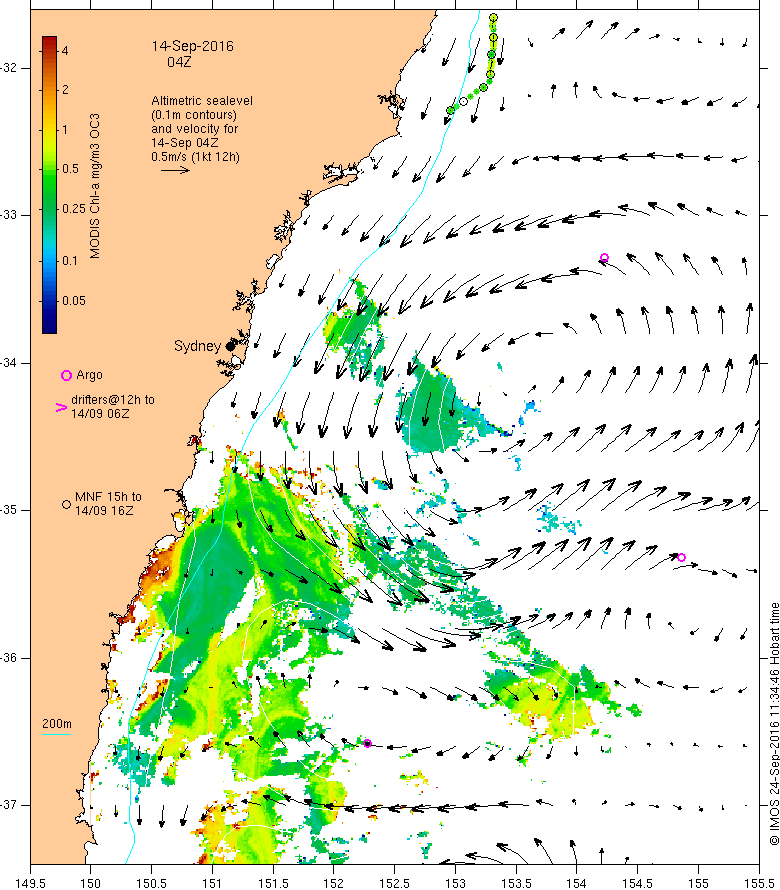 14-Sep-2016
04Z
Altimetric sealevel
(0.1m contours)
and velocity for
14-Sep 04Z
0.5m/s (1kt 12h)
4
2
1
0.5
0.25
0.1
0.05
MODIS Chl-a mg/m3 OC3
Sydney
Argo
drifters@12h to
14/09 06Z
MNF 15h to
14/09 16Z
200m
-32
-33
-34
-35
-36
-37
149.5 150 150.5 151 151.5 152 152.5 153 153.5 154 154.5 155 155.5
© IMOS 24-Sep-2016 11:34:46 Hobart time